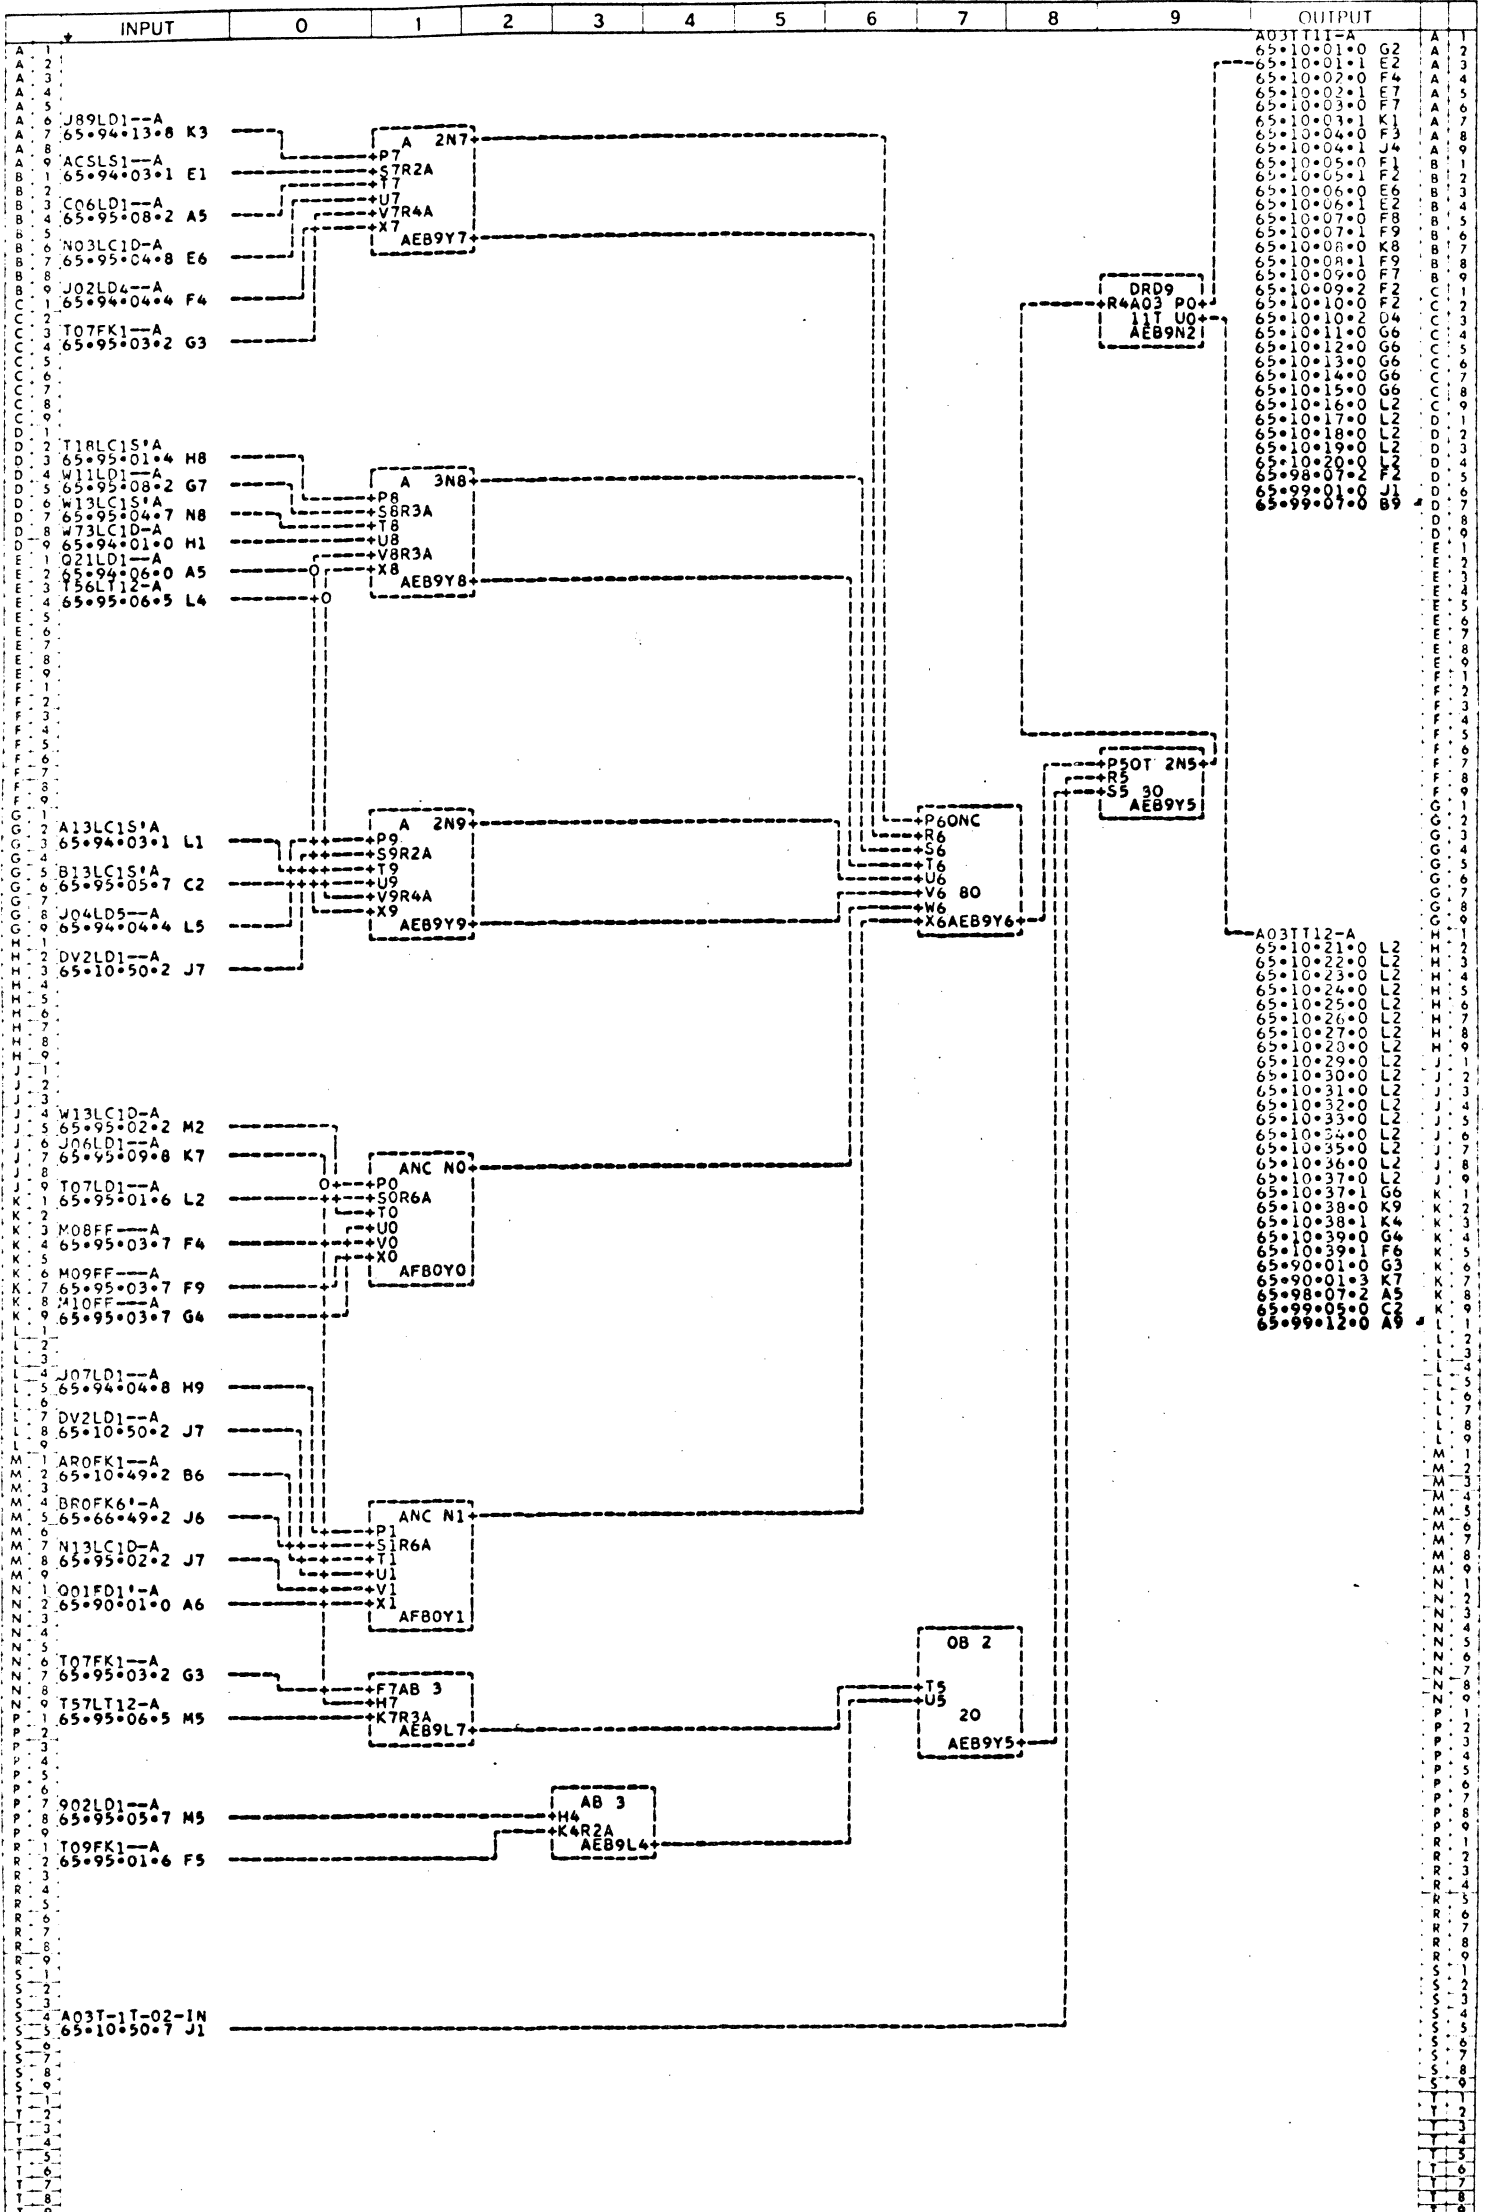 INPUT 0 1 2 3 4 5 6 7 8 9 OUTPUT
J89LD1--A
65•94•13•8 K3
ACSLS1--A
65•94•03•1 E1
C06LD1--A
65•95•08•2 A5
N03LC1D-A
65•95•04•8 E6
J02LD4--A
65•94•04•4 F4
T07FK1--A
65•95•03•2 G3
T18LC1S'A
65•95•01•4 H8
W11LD1--A
65•95•08•2 G7
W13LC1S'A
65•95•04•7 N8
W73LC1D-A
65•94•01•0 H1
Q21LD1--A
65•94•06•0 A5
T56LT12-A
65•95•06•5 L4
A13LC1S'A
65•94•03•1 L1
B13LC1S'A
65•95•05•7 C2
J04LD5--A
65•94•04•4 L5
DV2LD1--A
65•10•50•2 J7
W13LC1D-A
65•95•02•2 M2
J06LD1--A
65•95•09•8 K7
T07LD1--A
65•95•01•6 L2
M08FF---A
65•95•03•7 F4
M09FF---A
65•95•03•7 F9
M10FF---A
65•95•03•7 G4
J07LD1--A
65•94•04•8 H9
DV2LD1--A
65•10•50•2 J7
AR0FK1--A
65•10•49•2 B6
BR0FK6'-A
65•66•49•2 J6
N13LC1D-A
65•95•02•2 J7
Q01FD1'-A
65•90•01•0 A6
T07FK1--A
65•95•03•2 G3
T57LT12-A
65•95•06•5 M5
902LD1--A
65•95•05•7 M5
T09FK1--A
65•95•01•6 F5
A03T-1T-02-IN
65•10•50•7 J1
A 2N7
P7
S7R2A
T7
U7
V7R4A
X7
AEB9Y7
A 3N8
P8
S8R3A
T8
U8
V8R3A
X8
AEB9Y8
A 2N9
P9
S9R2A
T9
U9
V9R4A
X9
AEB9Y9
ANC N0
P0
S0R6A
T0
U0
V0
X0
AFB0Y0
ANC N1
P1
S1R6A
T1
U1
V1
X1
AFB0Y1
F7AB 3
H7
K7R3A
AEB9L7
AB 3
H4
K4R2A
AEB9L4
P6ONC
R6
S6
T6
U6
V6 80
W6
X6AEB9Y6
OB 2
T5
U5
20
AEB9Y5
DRD9
R4A03 P0
11T U0
AEB9N2
P5OT 2N5
R5
S5 30
AEB9Y5
A03TT11-A
65•10•01•0 G2
65•10•01•1 E2
65•10•02•0 F4
65•10•02•1 E7
65•10•03•0 F7
65•10•03•1 K1
65•10•04•0 F3
65•10•04•1 J4
65•10•05•0 F1
65•10•05•1 F2
65•10•06•0 E6
65•10•06•1 E2
65•10•07•0 F8
65•10•07•1 F9
65•10•08•0 K8
65•10•08•1 F9
65•10•09•0 F7
65•10•09•2 F2
65•10•10•0 F2
65•10•10•2 D4
65•10•11•0 G6
65•10•12•0 G6
65•10•13•0 G6
65•10•14•0 G6
65•10•15•0 G6
65•10•16•0 L2
65•10•17•0 L2
65•10•18•0 L2
65•10•19•0 L2
65•10•20•0 L2
65•98•07•2 F2
65•99•01•0 J1
65•99•07•0 B9
A03TT12-A
65•10•21•0 L2
65•10•22•0 L2
65•10•23•0 L2
65•10•24•0 L2
65•10•25•0 L2
65•10•26•0 L2
65•10•27•0 L2
65•10•28•0 L2
65•10•29•0 L2
65•10•30•0 L2
65•10•31•0 L2
65•10•32•0 L2
65•10•33•0 L2
65•10•34•0 L2
65•10•35•0 L2
65•10•36•0 L2
65•10•37•0 L2
65•10•37•1 G6
65•10•38•0 K9
65•10•38•1 K4
65•10•39•0 G4
65•10•39•1 F6
65•90•01•0 G3
65•90•01•3 K7
65•98•07•2 A5
65•99•05•0 C2
65•99•12•0 A9